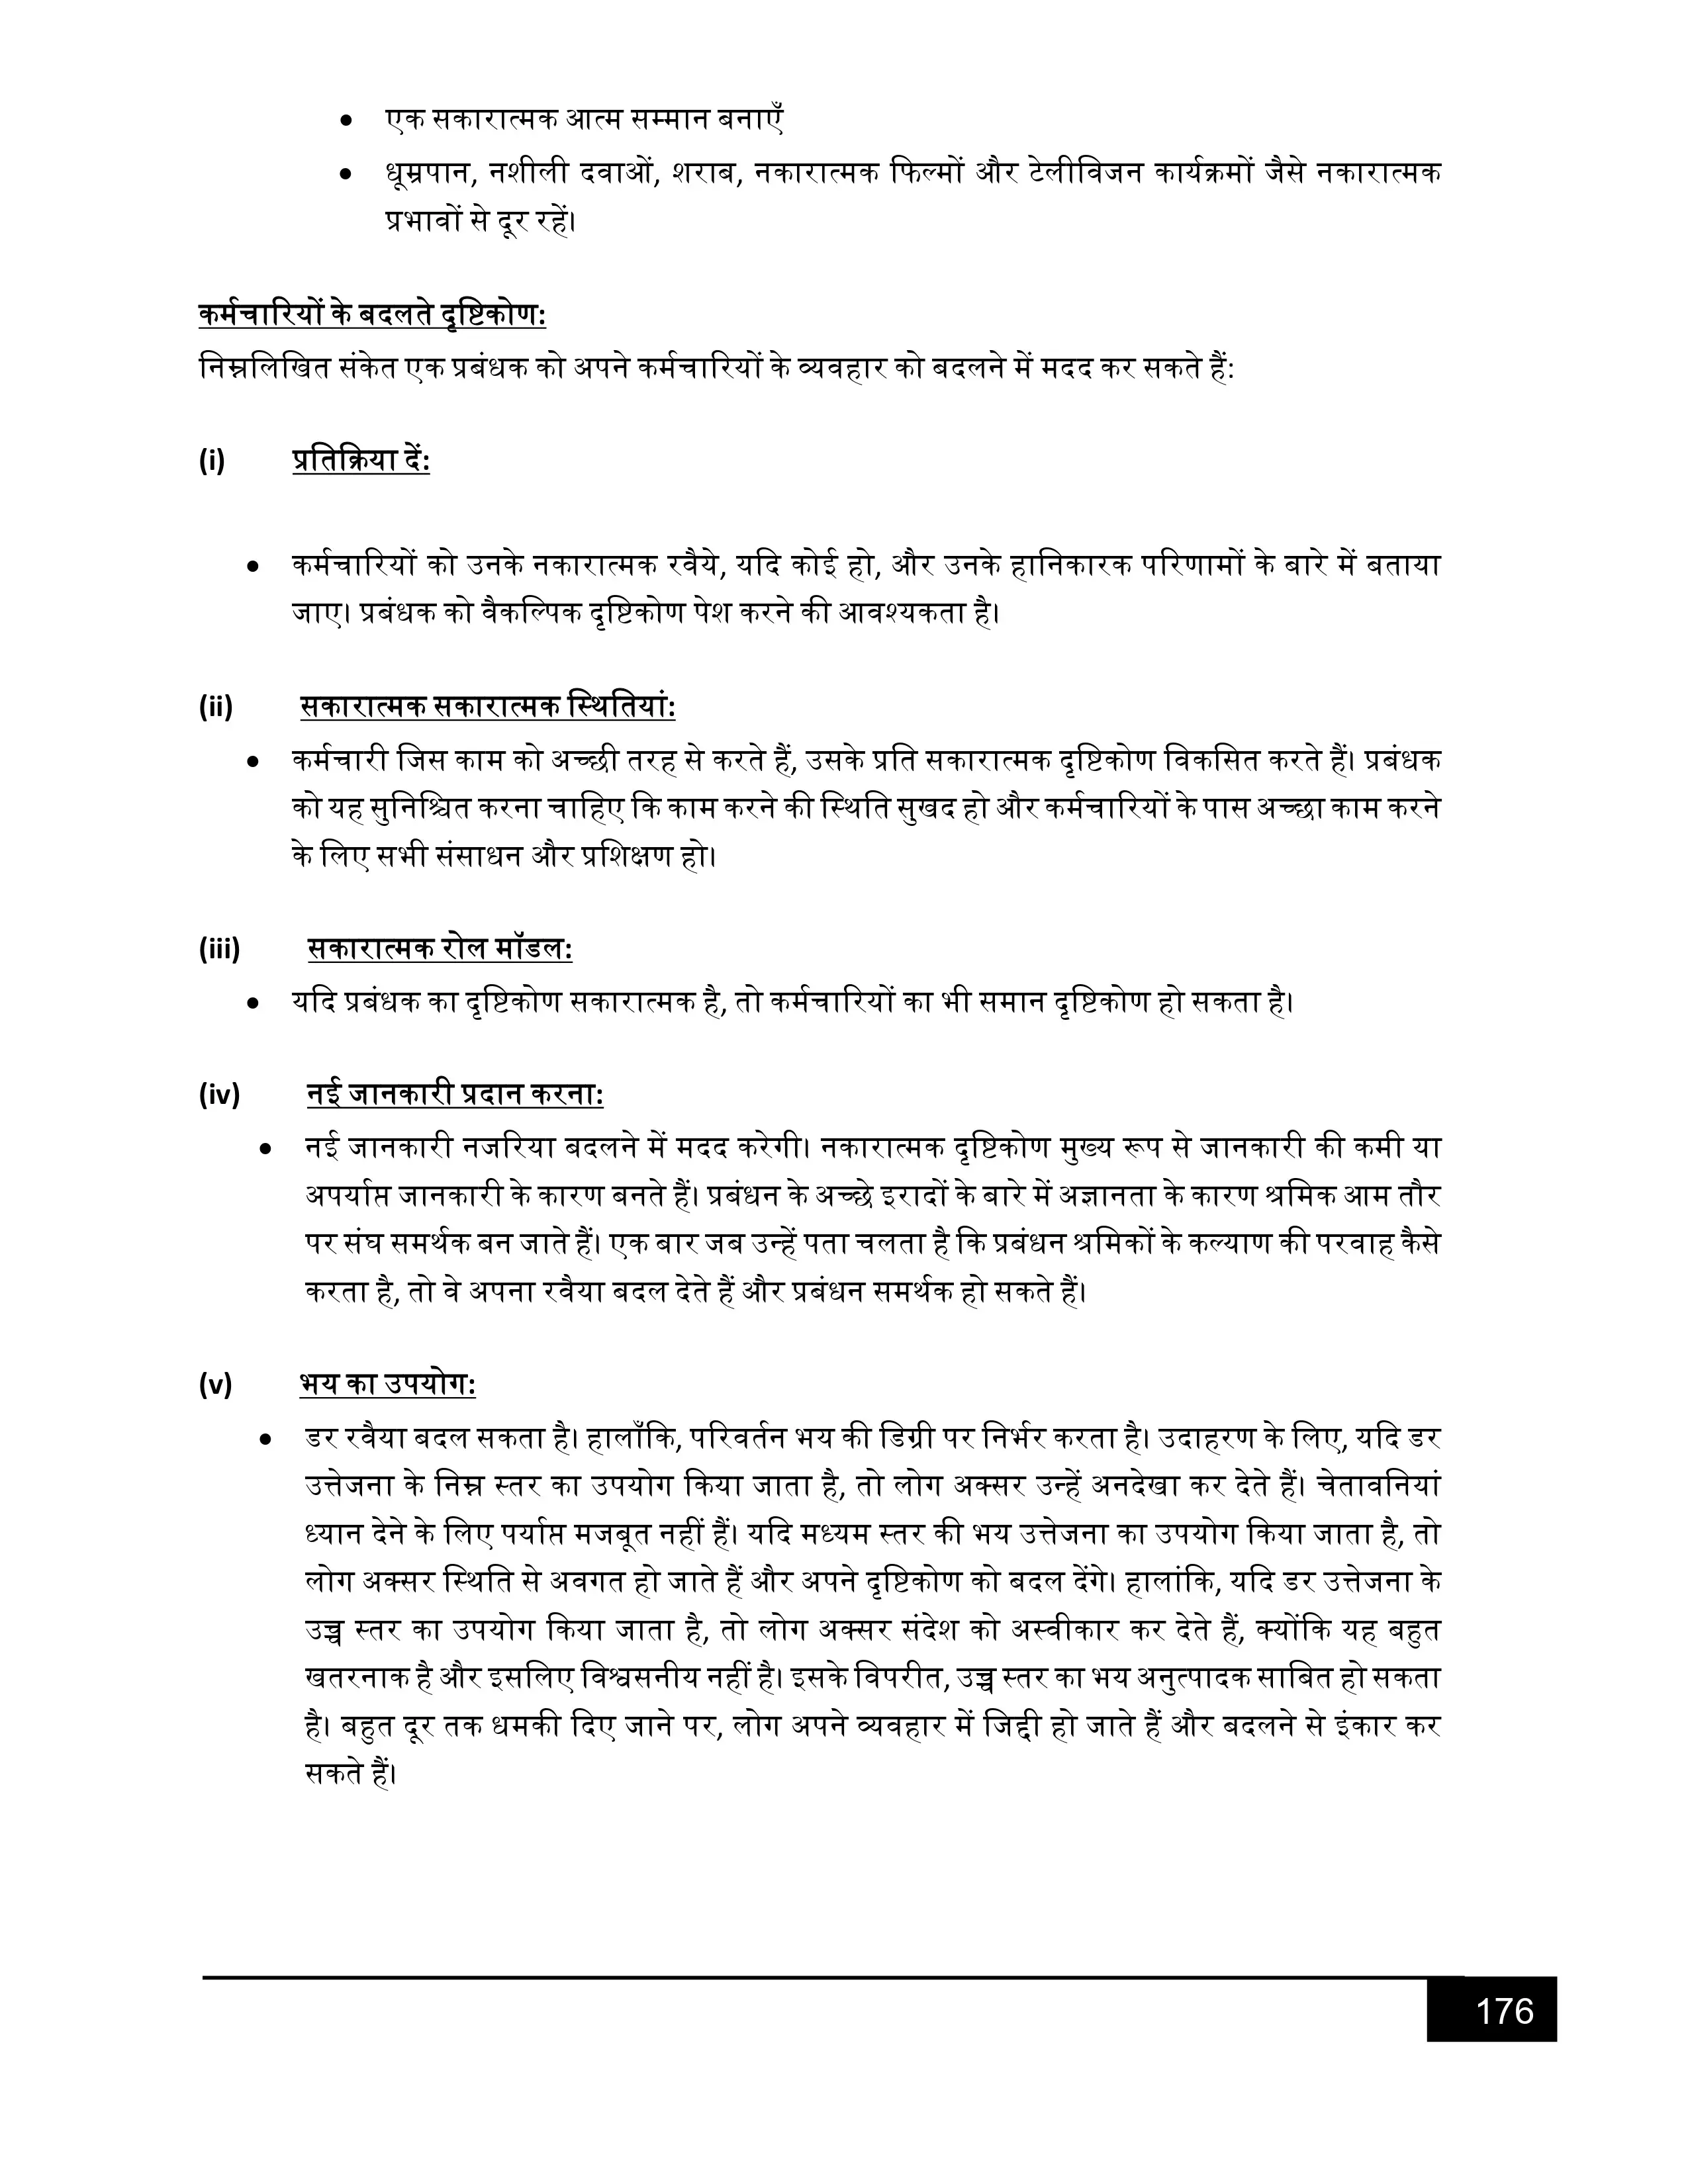 • एक सकारात्मक आत्म सम्मान बनाएँ
• धूम्रपान, नशीली दवाओं, शराब, नकारात्मक फिल्मों और टेलीविजन कार्यक्रमों जैसे नकारात्मक
प्रभावों से दूर रहें।
कर्मचारियों के बदलते दृष्टिकोण:
निम्नलिखित संकेत एक प्रबंधक को अपने कर्मचारियों के व्यवहार को बदलने में मदद कर सकते हैं:
(i) प्रतिक्रिया दें:
• कर्मचारियों को उनके नकारात्मक रवैये, यदि कोई हो, और उनके हानिकारक परिणामों के बारे में बताया
जाए। प्रबंधक को वैकल्पिक दृष्टिकोण पेश करने की आवश्यकता है।
(ii) सकारात्मक सकारात्मक स्थितियां:
• कर्मचारी जिस काम को अच्छी तरह से करते हैं, उसके प्रति सकारात्मक दृष्टिकोण विकसित करते हैं। प्रबंधक
को यह सुनिश्चित करना चाहिए कि काम करने की स्थिति सुखद हो और कर्मचारियों के पास अच्छा काम करने
के लिए सभी संसाधन और प्रशिक्षण हो।
(iii) सकारात्मक रोल मॉडल:
• यदि प्रबंधक का दृष्टिकोण सकारात्मक है, तो कर्मचारियों का भी समान दृष्टिकोण हो सकता है।
(iv) नई जानकारी प्रदान करना:
• नई जानकारी नजरिया बदलने में मदद करेगी। नकारात्मक दृष्टिकोण मुख्य रूप से जानकारी की कमी या
अपर्याप्त जानकारी के कारण बनते हैं। प्रबंधन के अच्छे इरादों के बारे में अज्ञानता के कारण श्रमिक आम तौर
पर संघ समर्थक बन जाते हैं। एक बार जब उन्हें पता चलता है कि प्रबंधन श्रमिकों के कल्याण की परवाह कैसे
करता है, तो वे अपना रवैया बदल देते हैं और प्रबंधन समर्थक हो सकते हैं।
(v) भय का उपयोग:
• डर रवैया बदल सकता है। हालाँकि, परिवर्तन भय की डिग्री पर निर्भर करता है। उदाहरण के लिए, यदि डर
उत्तेजना के निम्न स्तर का उपयोग किया जाता है, तो लोग अक्सर उन्हें अनदेखा कर देते हैं। चेतावनियां
ध्यान देने के लिए पर्याप्त मजबूत नहीं हैं। यदि मध्यम स्तर की भय उत्तेजना का उपयोग किया जाता है, तो
लोग अक्सर स्थिति से अवगत हो जाते हैं और अपने दृष्टिकोण को बदल देंगे। हालांकि, यदि डर उत्तेजना के
उच्च स्तर का उपयोग किया जाता है, तो लोग अक्सर संदेश को अस्वीकार कर देते हैं, क्योंकि यह बहुत
खतरनाक है और इसलिए विश्वसनीय नहीं है। इसके विपरीत, उच्च स्तर का भय अनुत्पादक साबित हो सकता
है। बहुत दूर तक धमकी दिए जाने पर, लोग अपने व्यवहार में जिद्दी हो जाते हैं और बदलने से इंकार कर
सकते हैं।
176